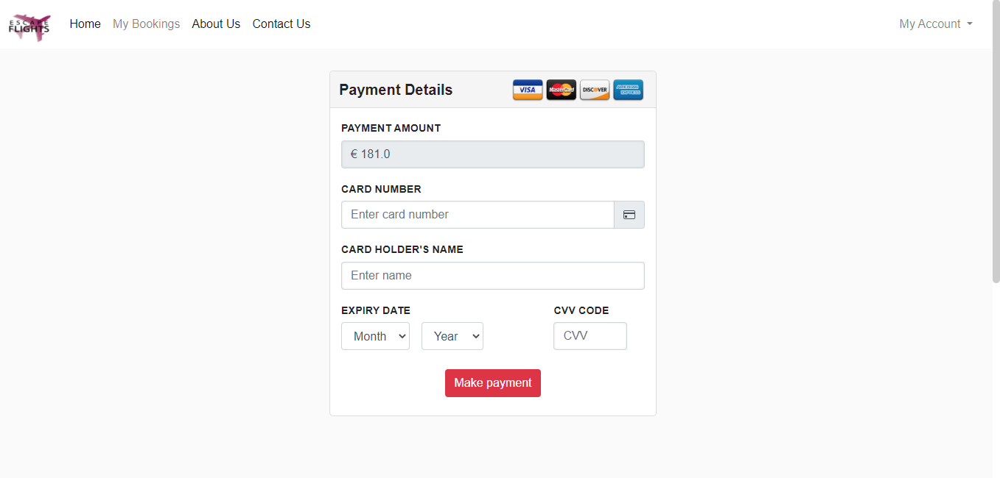 ESCAPE
FLIGHTS
Home My Bookings About Us Contact Us My Account
Payment Details VISA MasterCard DISCOVER AMERICAN EXPRESS
PAYMENT AMOUNT
€ 181.0
CARD NUMBER
Enter card number
CARD HOLDER'S NAME
Enter name
EXPIRY DATE CVV CODE
Month Year CVV
Make payment